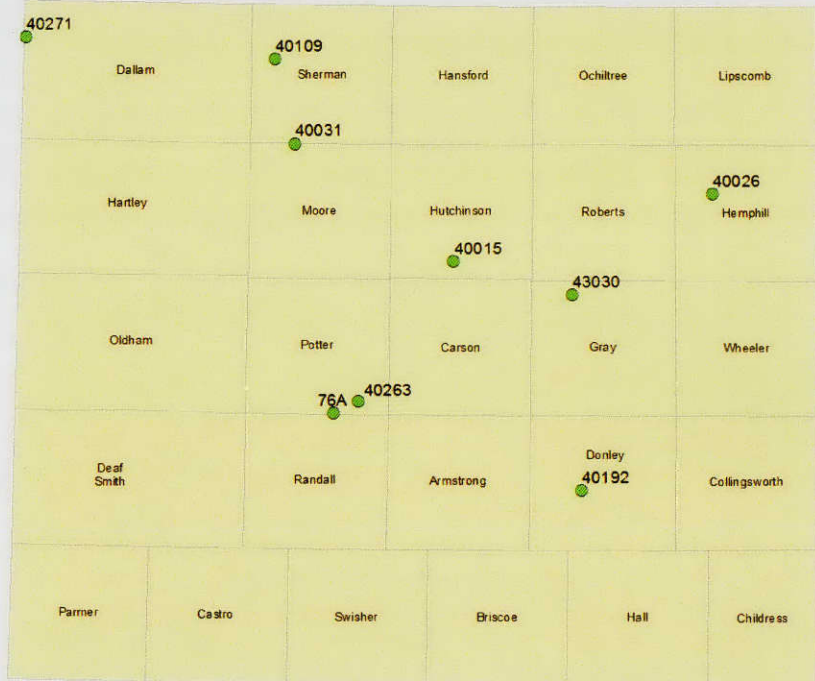 40271
40109
Dallam
Sherman
Hansford
Ochiltree
Lipscomb
40031
40026
Hartley
Moore
Hutchinson
Roberts
Hemphill
40015
43030
Oldham
Potter
Carson
Gray
Wheeler
76A
40263
Deaf
Smith
Randall
Armstrong
Donley
40192
Collingsworth
Parmer
Castro
Swisher
Briscoe
Hall
Childress